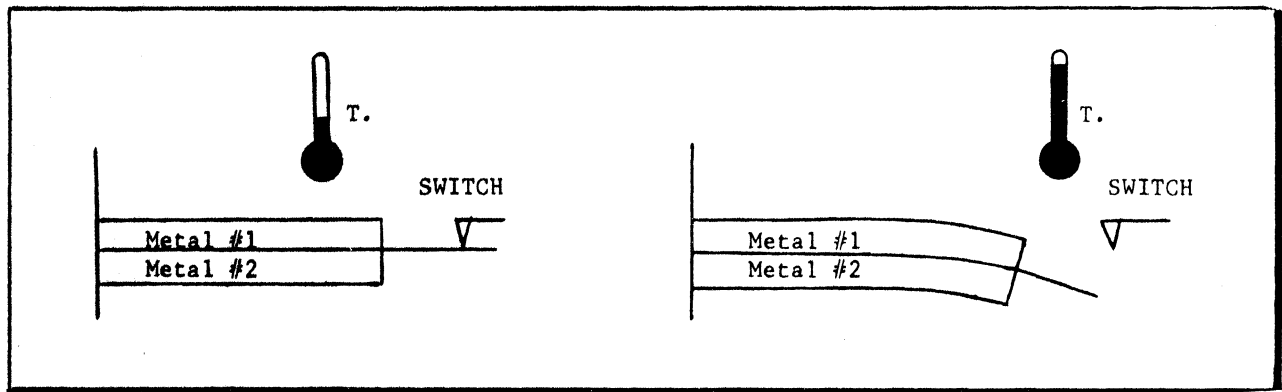 T.
SWITCH
Metal #1
Metal #2
T.
SWITCH
Metal #1
Metal #2